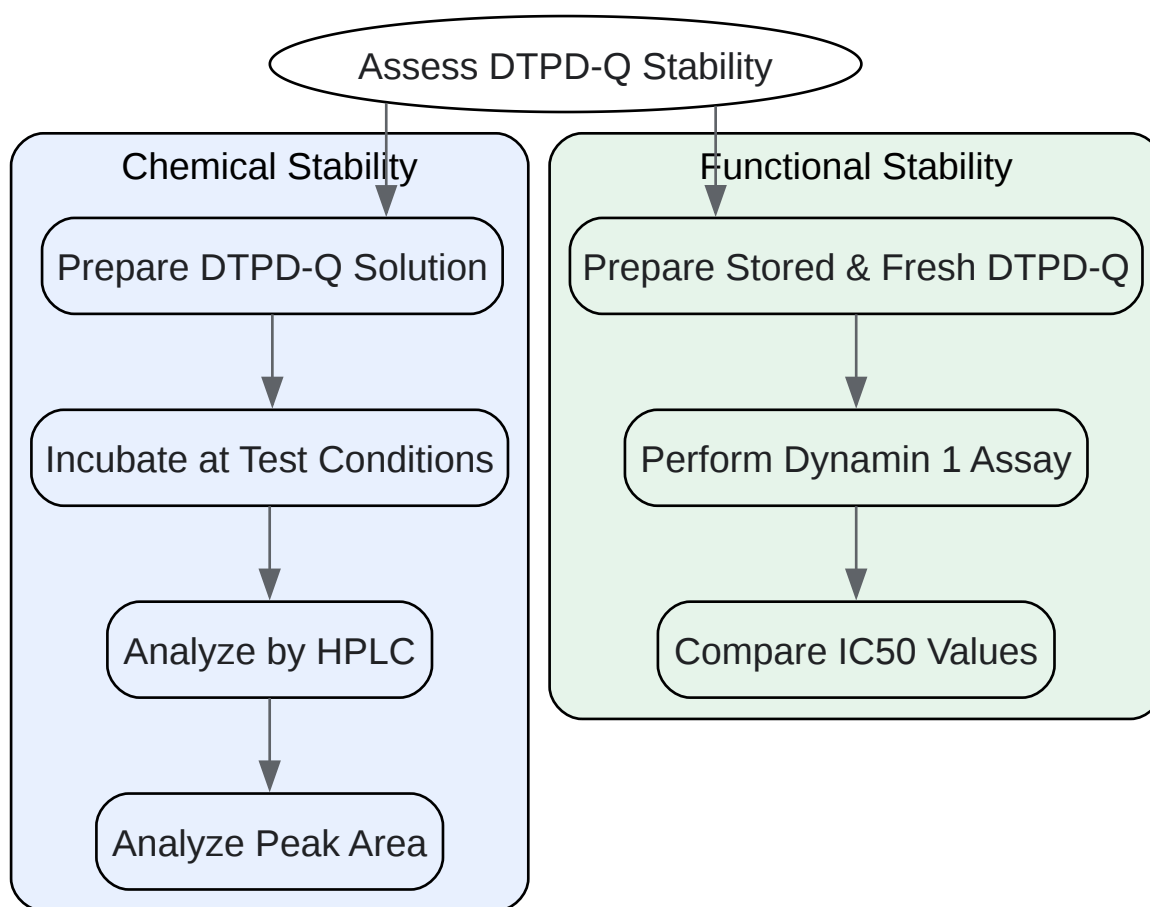 Assess DTPD-Q Stability
Chemical Stability
Prepare DTPD-Q Solution
Incubate at Test Conditions
Analyze by HPLC
Analyze Peak Area
Functional Stability
Prepare Stored & Fresh DTPD-Q
Perform Dynamin 1 Assay
Compare IC50 Values